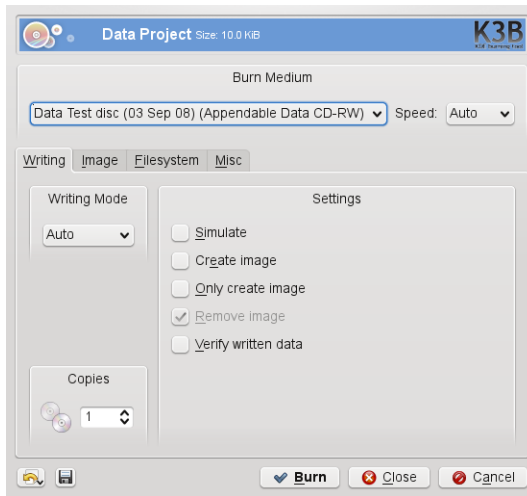 Data Project Size: 10.0 KiB
K3B
Burn Medium
Data Test disc (03 Sep 08) (Appendable Data CD-RW) Speed: Auto
Writing Image Filesystem Misc
Writing Mode Settings
Auto
Simulate
Create image
Only create image
Remove image
Verify written data
Copies
1
Burn Close Cancel